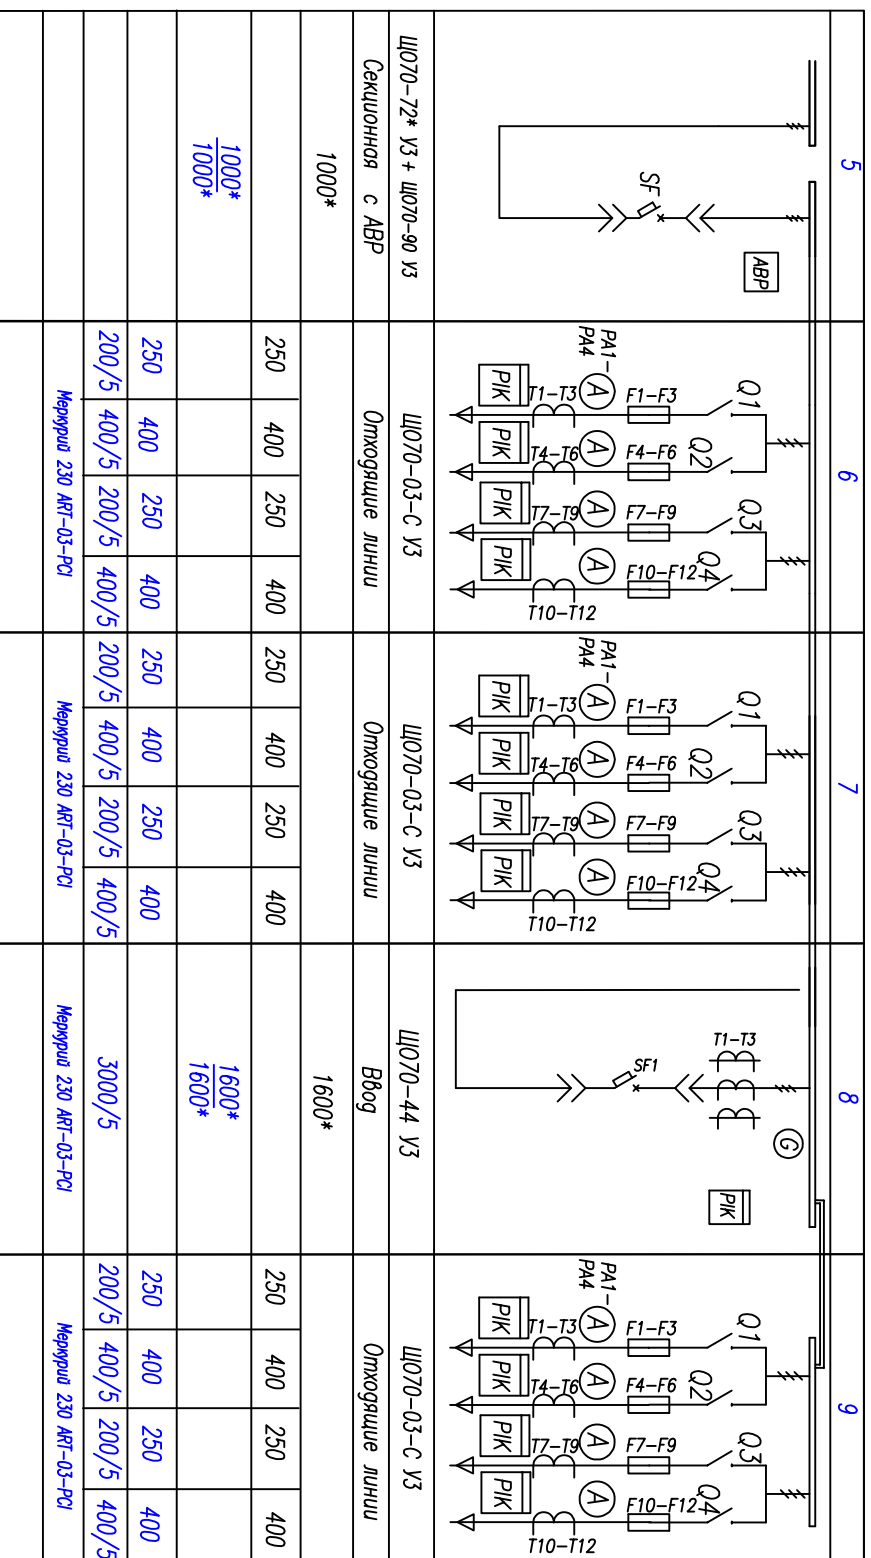 5
АВР
SF
ЩО70-72* У3 + ЩО70-90 У3
Секционная с АВР
1000*
1000*
1000*
6
Q1
Q2
Q3
Q4
F1-F3
F4-F6
F7-F9
F10-F12
PA1-
PA4
A
A
A
A
T1-T3
T4-T6
T7-T9
T10-T12
PIK
PIK
PIK
PIK
ЩО70-03-С У3
Отходящие линии
250
400
250
400
250
400
250
400
200/5
400/5
200/5
400/5
Меркурий 230 ART-03-PCI
7
Q1
Q2
Q3
Q4
F1-F3
F4-F6
F7-F9
F10-F12
PA1-
PA4
A
A
A
A
T1-T3
T4-T6
T7-T9
T10-T12
PIK
PIK
PIK
PIK
ЩО70-03-С У3
Отходящие линии
250
400
250
400
250
400
250
400
200/5
400/5
200/5
400/5
Меркурий 230 ART-03-PCI
8
G
T1-T3
PIK
SF1
ЩО70-44 У3
Ввод
1600*
1600*
1600*
3000/5
Меркурий 230 ART-03-PCI
9
Q1
Q2
Q3
Q4
F1-F3
F4-F6
F7-F9
F10-F12
PA1-
PA4
A
A
A
A
T1-T3
T4-T6
T7-T9
T10-T12
PIK
PIK
PIK
PIK
ЩО70-03-С У3
Отходящие линии
250
400
250
400
250
400
250
400
200/5
400/5
200/5
400/5
Меркурий 230 ART-03-PCI